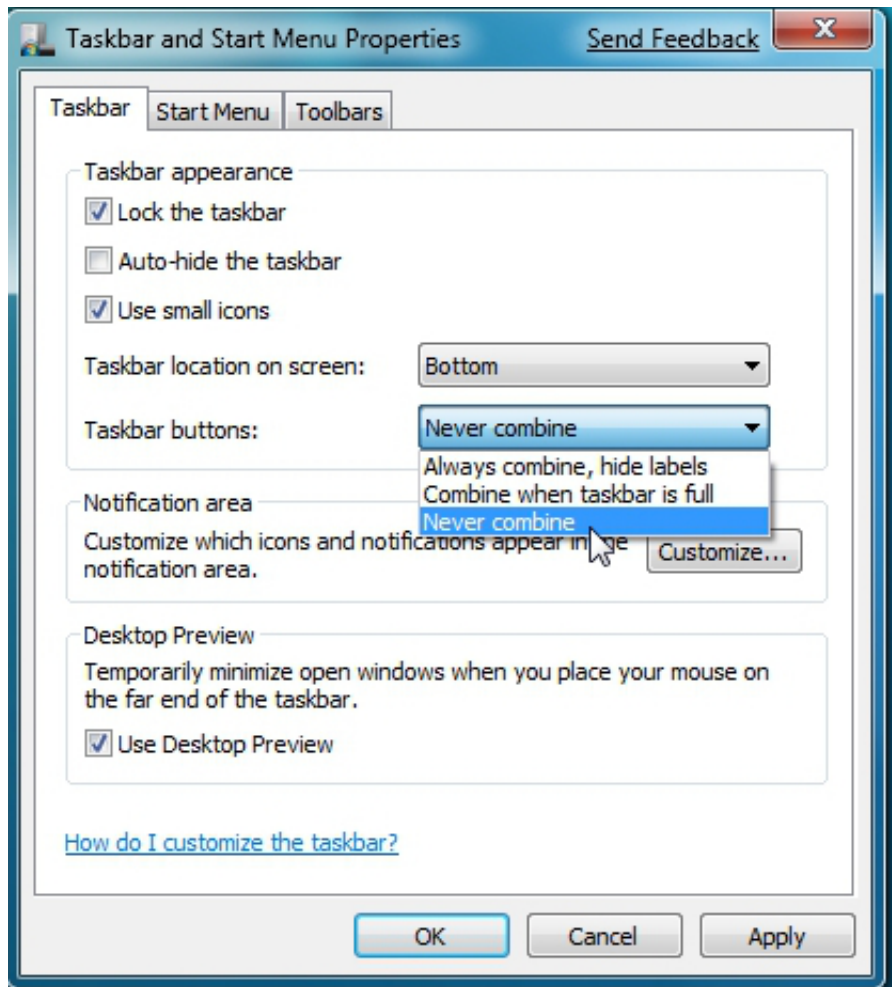 Taskbar and Start Menu Properties
Send Feedback
Taskbar
Start Menu
Toolbars
Taskbar appearance
Lock the taskbar
Auto-hide the taskbar
Use small icons
Taskbar location on screen:
Bottom
Taskbar buttons:
Never combine
Always combine, hide labels
Combine when taskbar is full
Never combine
Notification area
Customize which icons and notifications appear in
notification area.
Customize...
Desktop Preview
Temporarily minimize open windows when you place your mouse on
the far end of the taskbar.
Use Desktop Preview
How do I customize the taskbar?
OK
Cancel
Apply